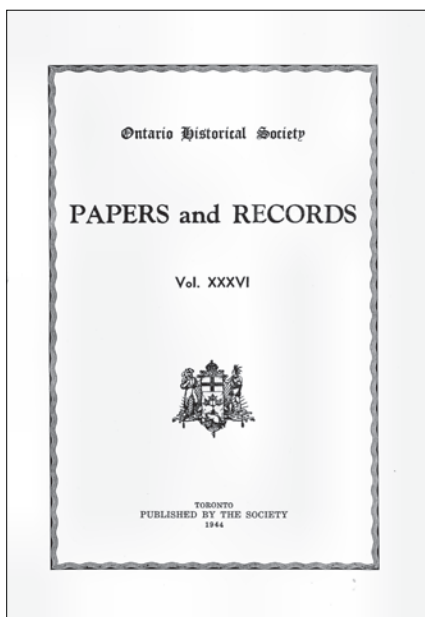 Ontario Historical Society
PAPERS and RECORDS
Vol. XXXVI
TORONTO
PUBLISHED BY THE SOCIETY
1944